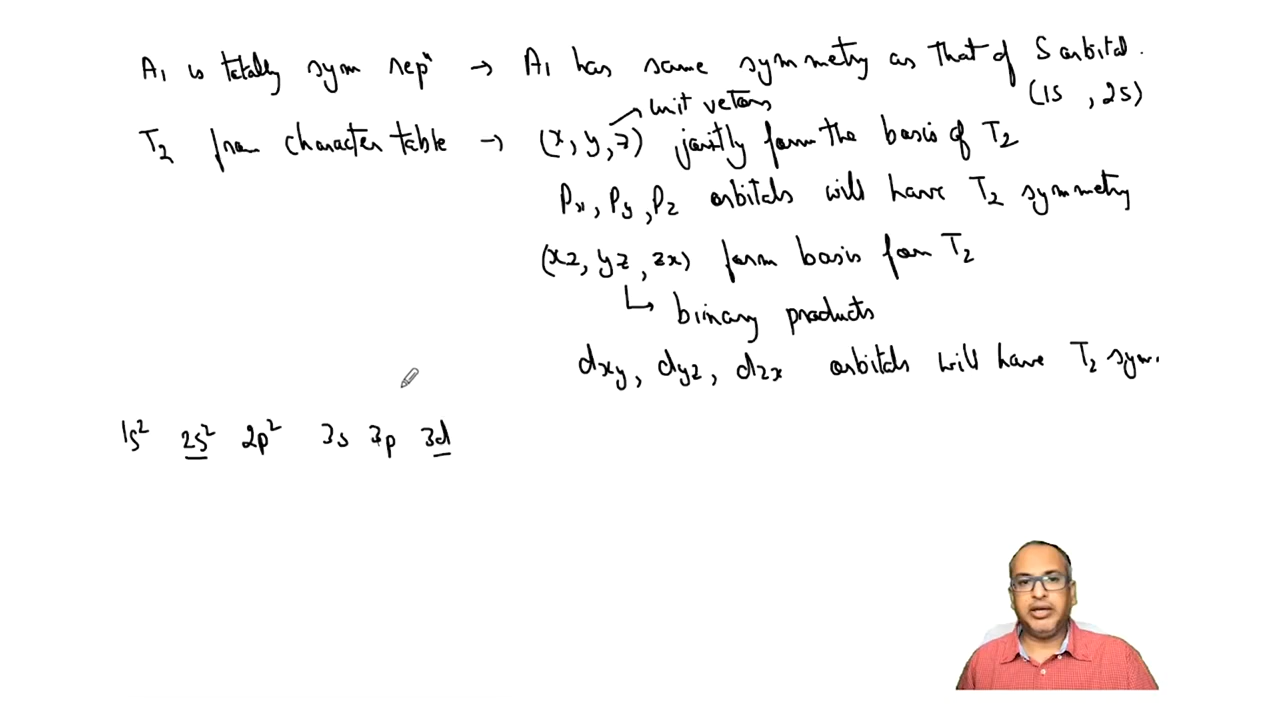 A₁ is totally sym repⁿ → A₁ has same symmetry as that of S orbital.
(1s , 2s)
unit vectors
T₂ from character table → (x, y, z) jointly form the basis of T₂
Pₓ, Py, Pz orbitals will have T₂ symmetry
(xz, yz, zx) form basis for T₂
↳ binary products
dxy, dyz, dzx orbitals will have T₂ sym.
1s² 2s² 2p² 3s 3p 3d